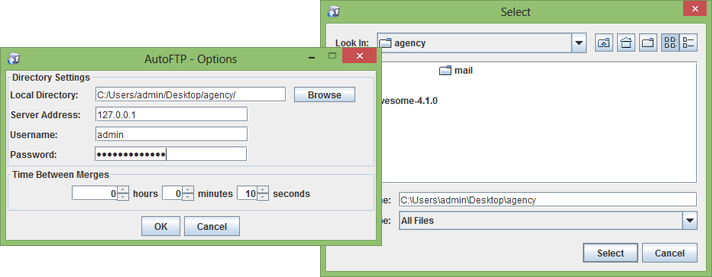 Select
Look In:
agency
mail
wesome-4.1.0
ne: C:\Users\admin\Desktop\agency
pe: All Files
Select
Cancel
AutoFTP - Options
Directory Settings
Local Directory: C:/Users/admin/Desktop/agency/ Browse
Server Address: 127.0.0.1
Username: admin
Password: •••••••••••••
Time Between Merges
0 hours 0 minutes 10 seconds
OK Cancel